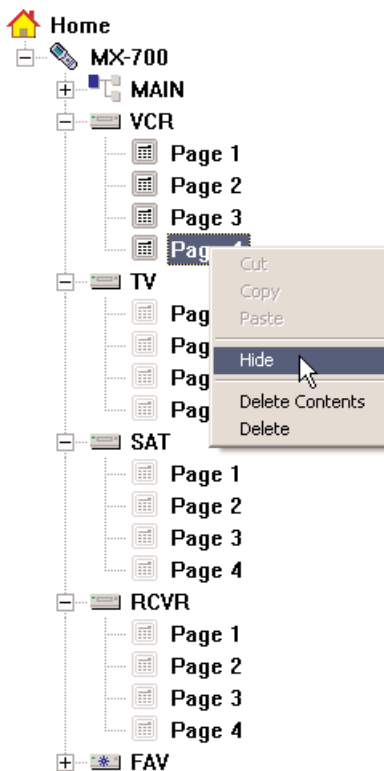 Home
MX-700
MAIN
VCR
Page 1
Page 2
Page 3
Cut
Copy
Paste
Hide
Delete Contents
Delete
TV
SAT
Page 1
Page 2
Page 3
Page 4
RCVR
Page 1
Page 2
Page 3
Page 4
FAV